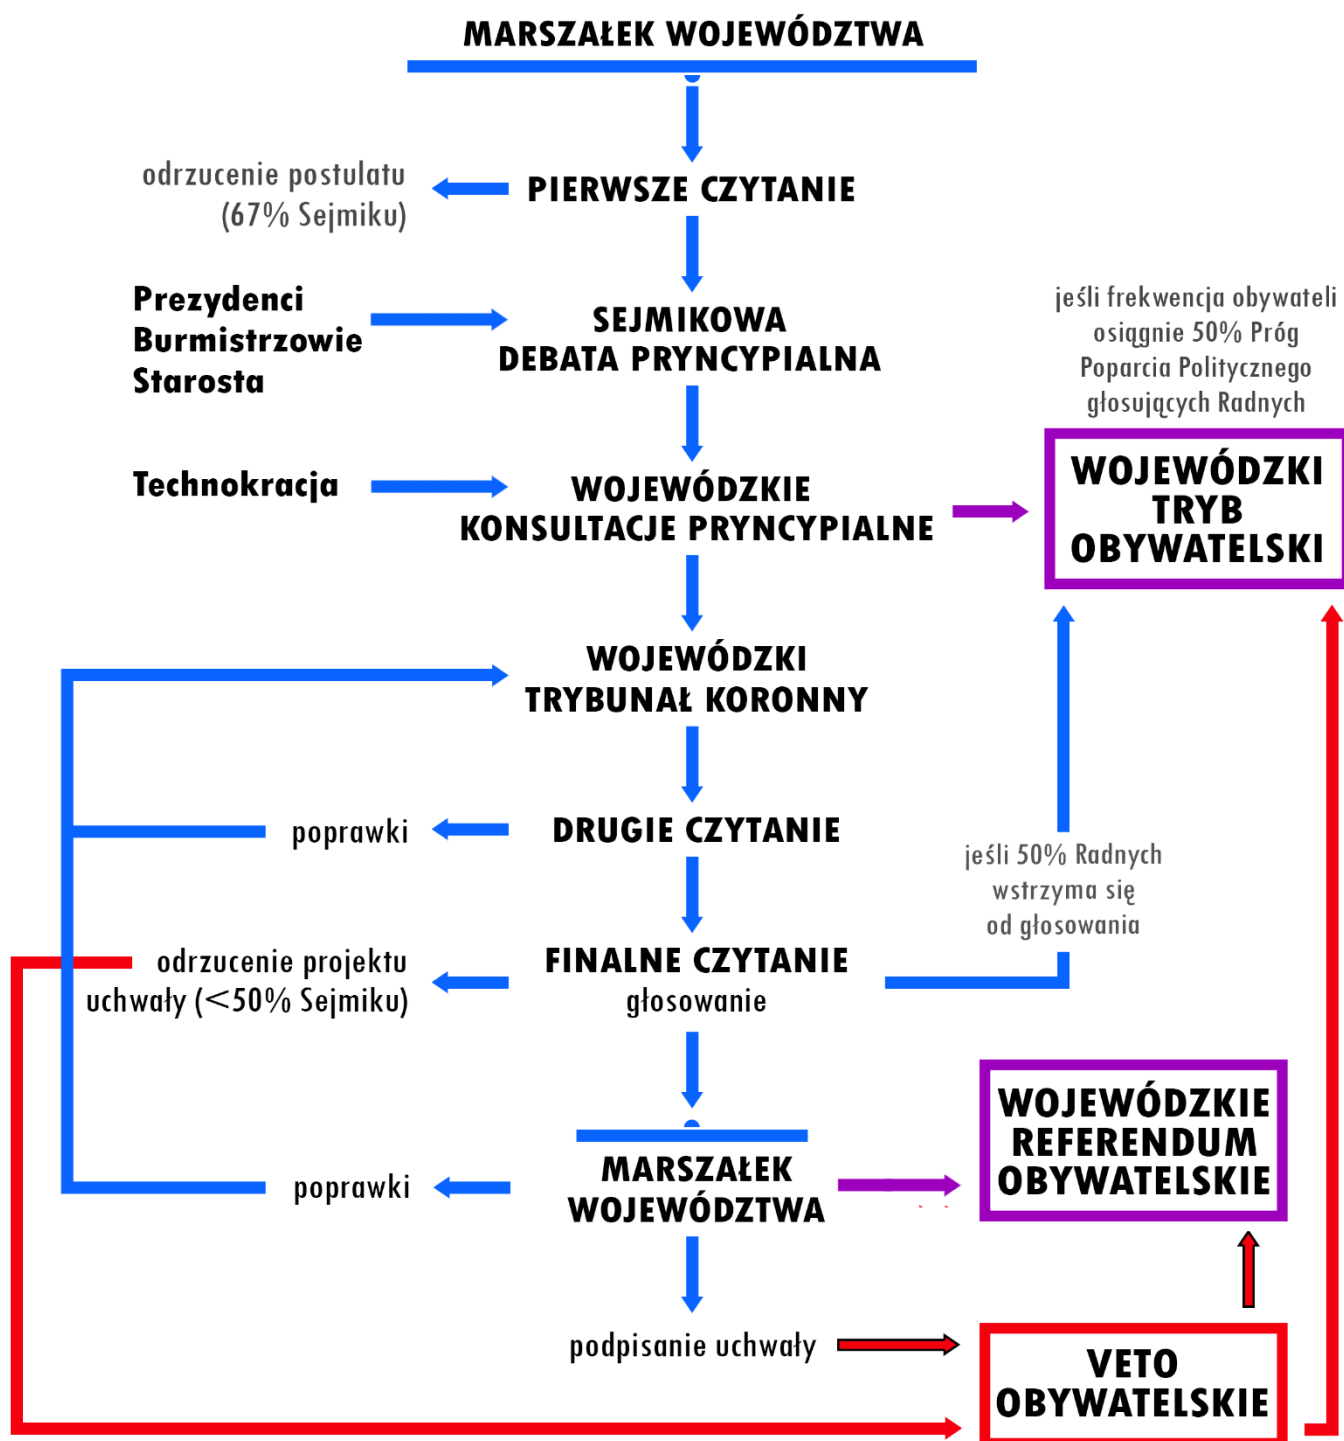 MARSZAŁEK WOJEWÓDZTWA
odrzucenie postulatu
(67% Sejmiku)
PIERWSZE CZYTANIE
Prezydenci
Burmistrzowie
Starosta
SEJMIKOWA
DEBATA PRYNCYPIALNA
jeśli frekwencja obywateli
osiągnie 50% Próg
Poparcia Politycznego
głosujących Radnych
Technokracja
WOJEWÓDZKIE
KONSULTACJE PRYNCYPIALNE
WOJEWÓDZKI
TRYB
OBYWATELSKI
WOJEWÓDZKI
TRYBUNAŁ KORONNY
poprawki
DRUGIE CZYTANIE
jeśli 50% Radnych
wstrzyma się
od głosowania
odrzucenie projektu
uchwały (<50% Sejmiku)
FINALNE CZYTANIE
głosowanie
poprawki
MARSZAŁEK
WOJEWÓDZTWA
WOJEWÓDZKIE
REFERENDUM
OBYWATELSKIE
podpisanie uchwały
VETO
OBYWATELSKIE